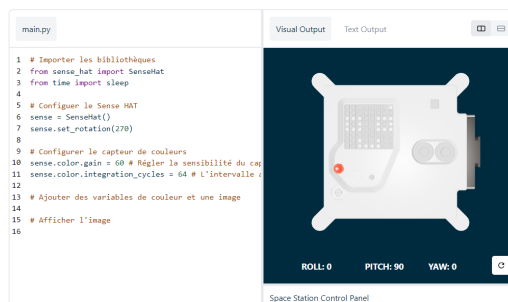 main.py
1 # Importer les bibliothèques
2 from sense_hat import SenseHat
3 from time import sleep
4
5 # Configuer le Sense HAT
6 sense = SenseHat()
7 sense.set_rotation(270)
8
9 # Configurer le capteur de couleurs
10 sense.color.gain = 60 # Régler la sensibilité du cap
11 sense.color.integration_cycles = 64 # L'intervalle
12
13 # Ajouter des variables de couleur et une image
14
15 # Afficher l'image
16
Visual Output Text Output
ROLL: 0 PITCH: 90 YAW: 0
Space Station Control Panel